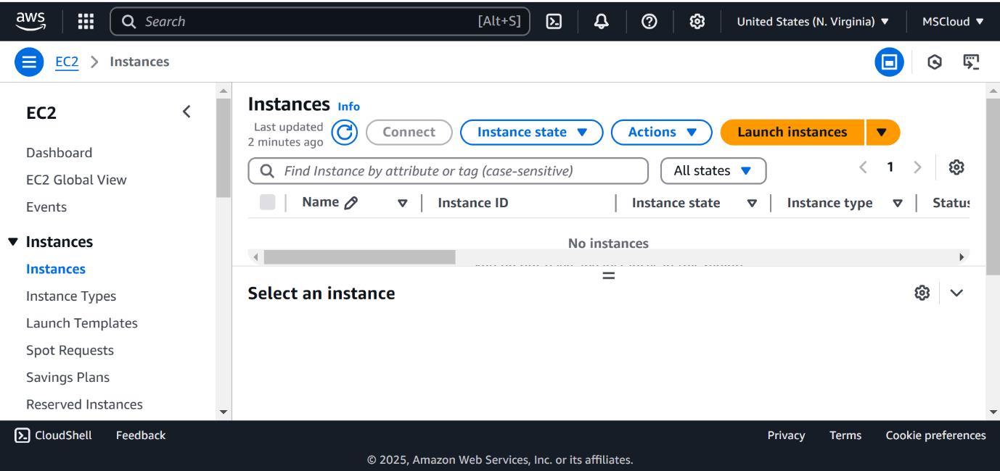 aws
Search [Alt+S]
United States (N. Virginia)
MSCloud
EC2
Instances
EC2
Dashboard
EC2 Global View
Events
Instances
Instances
Instance Types
Launch Templates
Spot Requests
Savings Plans
Reserved Instances
Instances Info
Last updated
2 minutes ago
Connect
Instance state
Actions
Launch instances
Find Instance by attribute or tag (case-sensitive)
All states
1
Name
Instance ID
Instance state
Instance type
Status
No instances
Select an instance
CloudShell
Feedback
Privacy
Terms
Cookie preferences
© 2025, Amazon Web Services, Inc. or its affiliates.